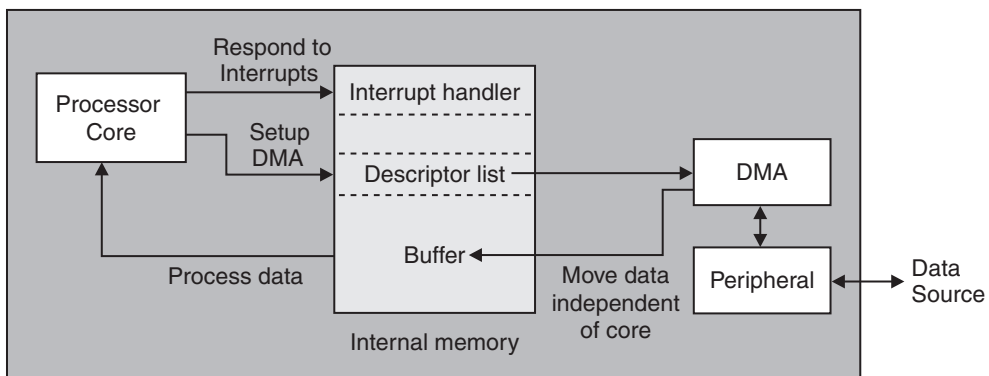 Respond to
Interrupts
Processor
Core
Interrupt handler
Setup
DMA
Descriptor list
DMA
Buffer
Process data
Move data
independent
of core
Peripheral
Data
Source
Internal memory